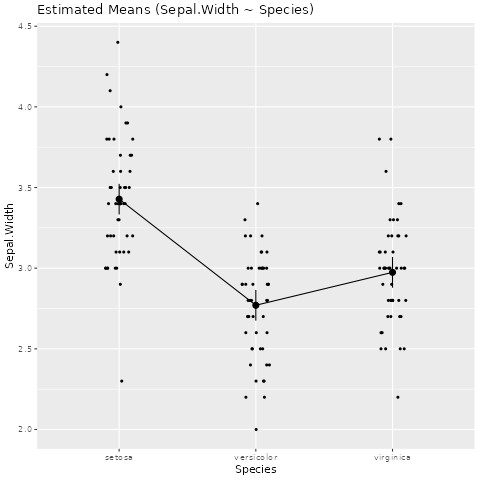 Estimated Means (Sepal.Width ~ Species)
4.5
4.0
3.5
3.0
2.5
2.0
Sepal.Width
setosa versicolor virginica
Species